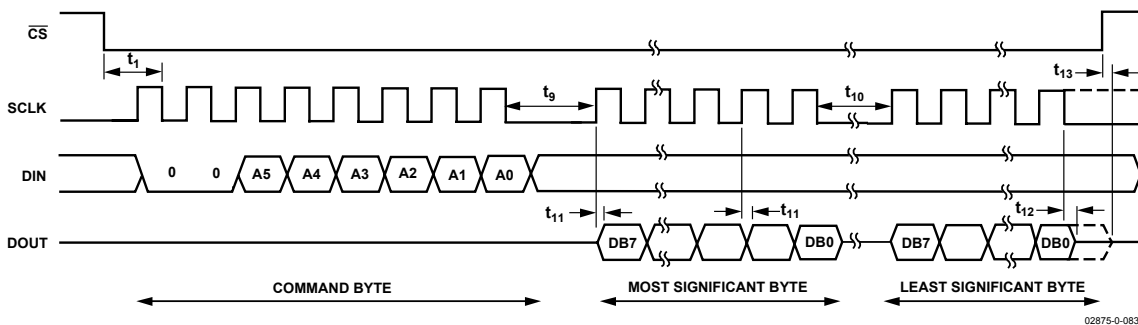 CS
t1
t13
SCLK
t9
t10
DIN
0 0 A5 A4 A3 A2 A1 A0
t11
t11
t12
DOUT
DB7 DB0 DB7 DB0
COMMAND BYTE
MOST SIGNIFICANT BYTE
LEAST SIGNIFICANT BYTE
02875-0-083